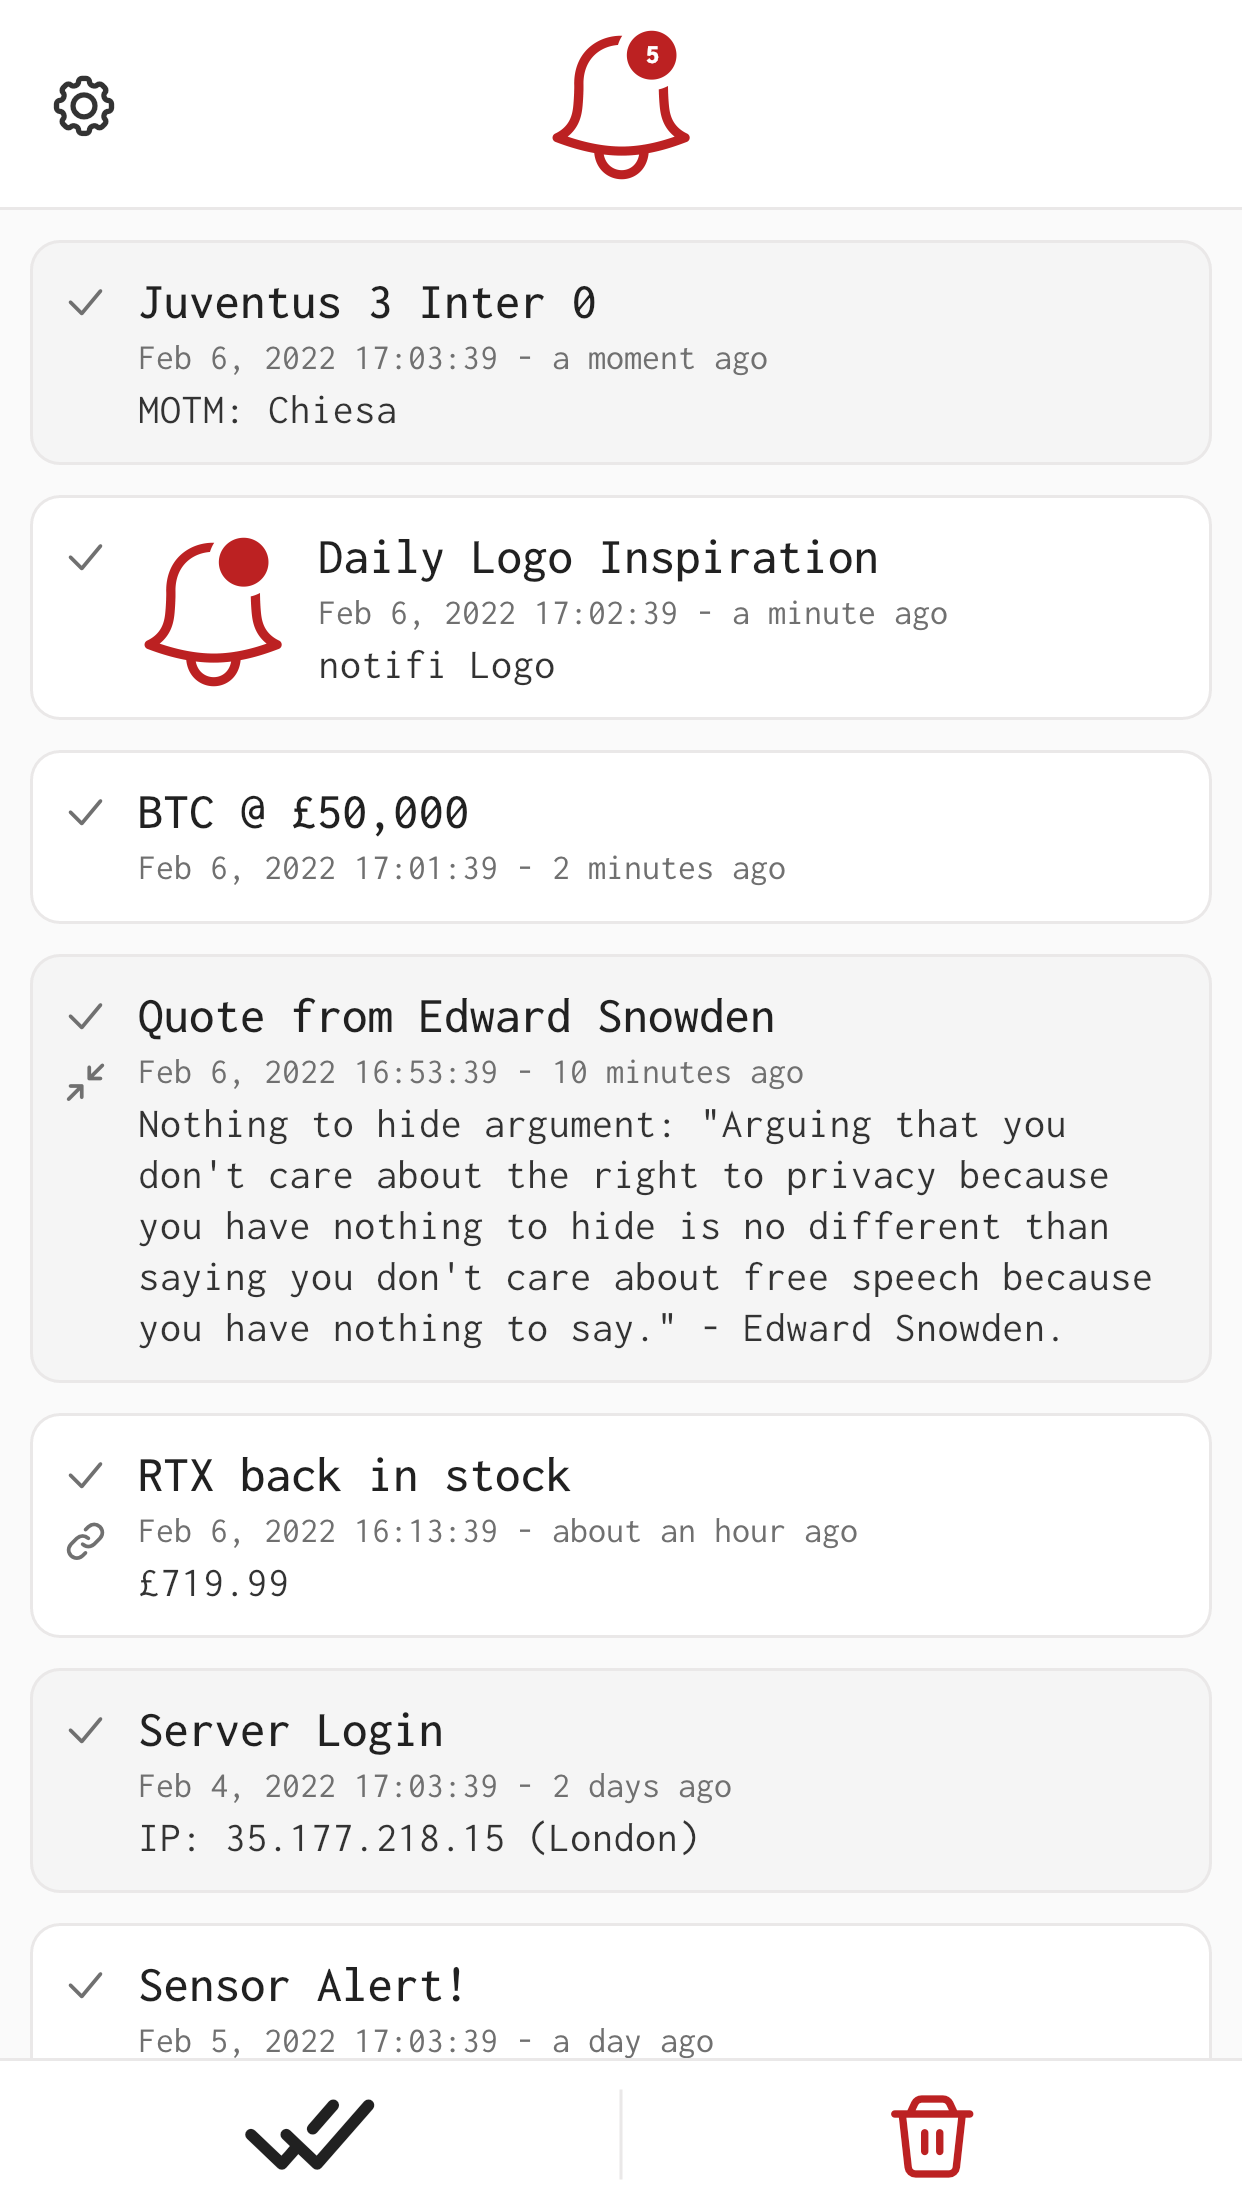 5
Juventus 3 Inter 0
Feb 6, 2022 17:03:39 - a moment ago
MOTM: Chiesa
Daily Logo Inspiration
Feb 6, 2022 17:02:39 - a minute ago
notifi Logo
BTC @ £50,000
Feb 6, 2022 17:01:39 - 2 minutes ago
Quote from Edward Snowden
Feb 6, 2022 16:53:39 - 10 minutes ago
Nothing to hide argument: "Arguing that you
don't care about the right to privacy because
you have nothing to hide is no different than
saying you don't care about free speech because
you have nothing to say." - Edward Snowden.
RTX back in stock
Feb 6, 2022 16:13:39 - about an hour ago
£719.99
Server Login
Feb 4, 2022 17:03:39 - 2 days ago
IP: 35.177.218.15 (London)
Sensor Alert!
Feb 5, 2022 17:03:39 - a day ago